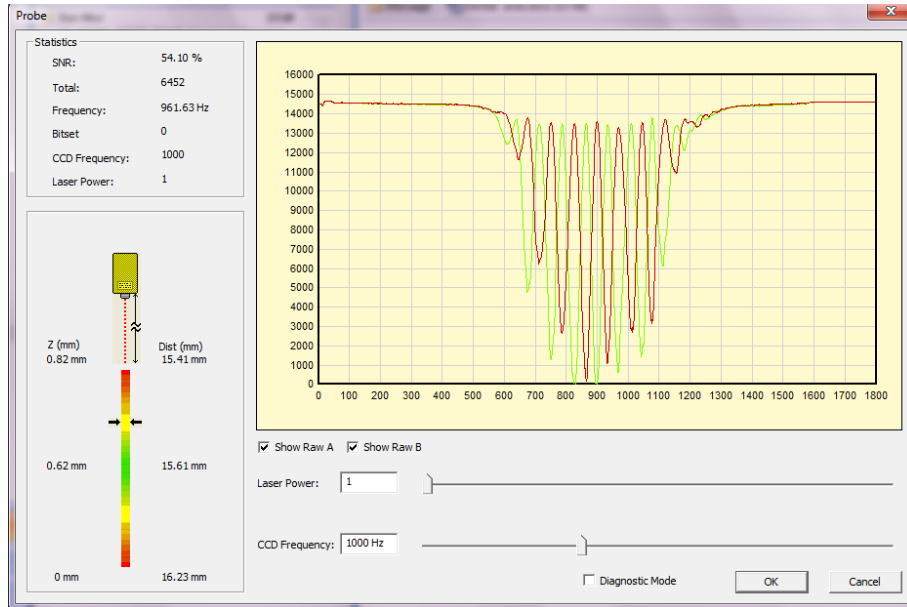 Probe
Statistics
SNR: 54.10 %
Total: 6452
Frequency: 961.63 Hz
Bitset 0
CCD Frequency: 1000
Laser Power: 1
Z (mm) Dist (mm)
0.82 mm 15.41 mm
0.62 mm 15.61 mm
0 mm 16.23 mm
16000
15000
14000
13000
12000
11000
10000
9000
8000
7000
6000
5000
4000
3000
2000
1000
0
0 100 200 300 400 500 600 700 800 900 1000 1100 1200 1300 1400 1500 1600 1700 1800
Show Raw A Show Raw B
Laser Power: 1
CCD Frequency: 1000 Hz
Diagnostic Mode OK Cancel